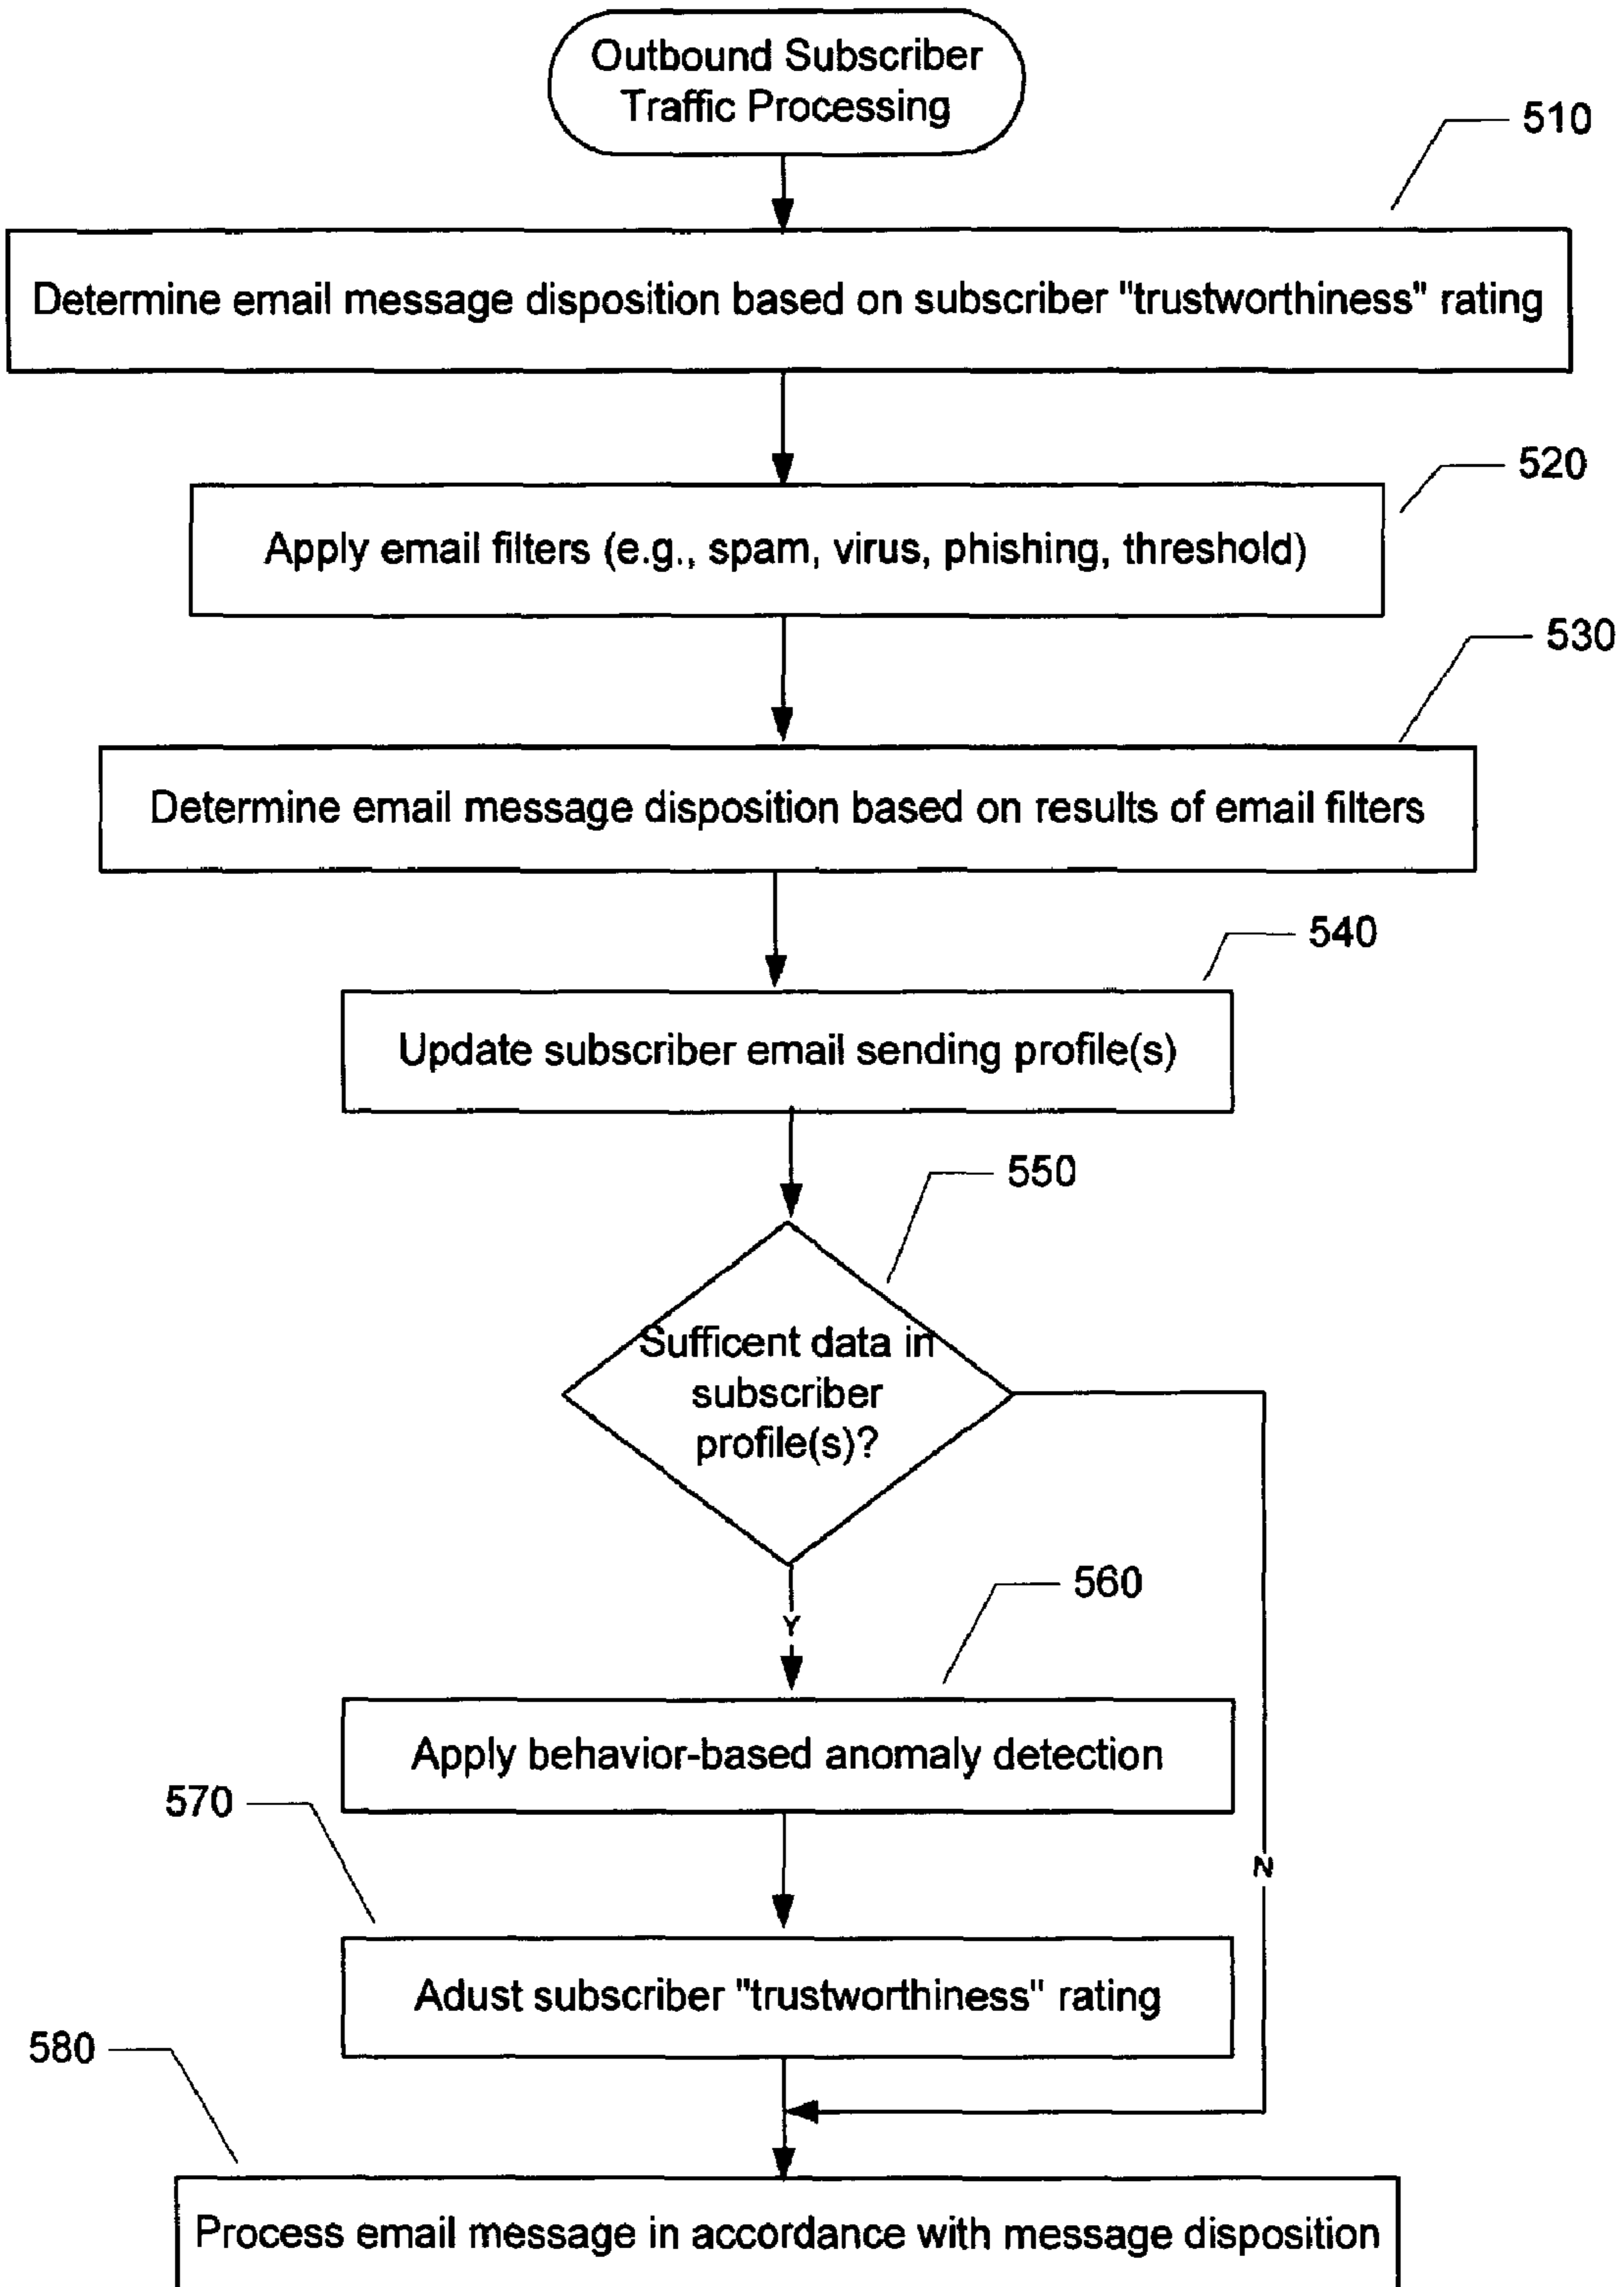 Outbound Subscriber
Traffic Processing
510
Determine email message disposition based on subscriber "trustworthiness" rating
520
Apply email filters (e.g., spam, virus, phishing, threshold)
530
Determine email message disposition based on results of email filters
540
Update subscriber email sending profile(s)
550
Sufficent data in
subscriber
profile(s)?
Y
560
Apply behavior-based anomaly detection
570
N
Adust subscriber "trustworthiness" rating
580
Process email message in accordance with message disposition